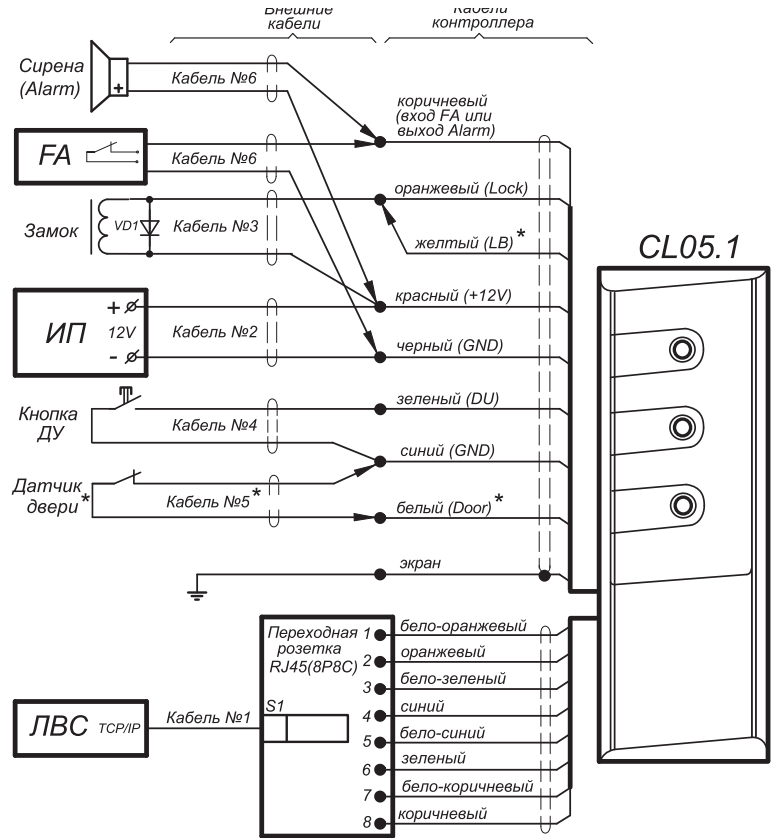 Внешние
кабели
Кабели
контроллера
Сирена
(Alarm)
+
Кабель №6
коричневый
(вход FA или
выход Alarm)
FA
Кабель №6
оранжевый (Lock)
Замок
VD1
Кабель №3
желтый (LB)*
CL05.1
красный (+12V)
ИП
+
12V
-
Кабель №2
черный (GND)
зеленый (DU)
Кнопка
ДУ
Кабель №4
синий (GND)
Датчик
двери*
Кабель №5*
белый (Door)*
экран
Переходная
розетка
RJ45(8P8C)
S1
1 бело-оранжевый
2 оранжевый
3 бело-зеленый
4 синий
5 бело-синий
6 зеленый
7 бело-коричневый
8 коричневый
ЛВС TCP/IP
Кабель №1